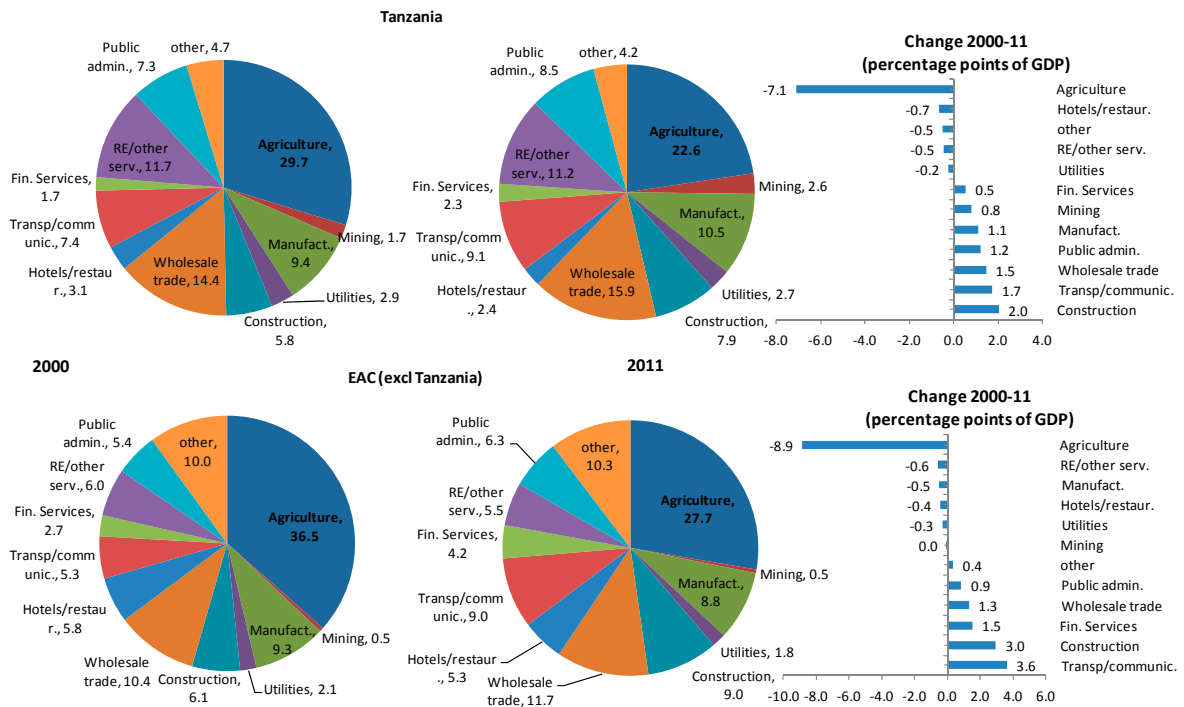 Tanzania
other, 4.7
Public
admin., 7.3
RE/other
serv., 11.7
Fin. Services,
1.7
Transp/comm
unic., 7.4
Hotels/restau
r., 3.1
Wholesale
trade, 14.4
Construction,
5.8
Utilities, 2.9
Manufact.,
9.4
Mining, 1.7
Agriculture,
29.7
other, 4.2
Public
admin., 8.5
RE/other
serv., 11.2
Fin. Services,
2.3
Transp/comm
unic., 9.1
Hotels/restaur
., 2.4
Wholesale
trade, 15.9
Construction,
7.9
Utilities, 2.7
Manufact.,
10.5
Mining, 2.6
Agriculture,
22.6
Change 2000-11
(percentage points of GDP)
-7.1 Agriculture
-0.7 Hotels/restaur.
-0.5 other
-0.5 RE/other serv.
-0.2 Utilities
0.5 Fin. Services
0.8 Mining
1.1 Manufact.
1.2 Public admin.
1.5 Wholesale trade
1.7 Transp/communic.
2.0 Construction
-8.0 -6.0 -4.0 -2.0 0.0 2.0 4.0
2000
EAC (excl Tanzania)
2011
other,
10.0
Public
admin., 5.4
RE/other
serv., 6.0
Fin. Services,
2.7
Transp/comm
unic., 5.3
Hotels/restau
r., 5.8
Wholesale
trade, 10.4
Construction,
6.1
Utilities, 2.1
Manufact.,
9.3
Mining, 0.5
Agriculture,
36.5
other,
10.3
Public
admin., 6.3
RE/other
serv., 5.5
Fin. Services,
4.2
Transp/comm
unic., 9.0
Hotels/restaur
., 5.3
Wholesale
trade, 11.7
Construction,
9.0
Utilities, 1.8
Manufact.,
8.8
Mining, 0.5
Agriculture,
27.7
Change 2000-11
(percentage points of GDP)
-8.9 Agriculture
-0.6 RE/other serv.
-0.5 Manufact.
-0.4 Hotels/restaur.
-0.3 Utilities
0.0 Mining
0.4 other
0.9 Public admin.
1.3 Wholesale trade
1.5 Fin. Services
3.0 Construction
3.6 Transp/communic.
-10.0 -8.0 -6.0 -4.0 -2.0 0.0 2.0 4.0 6.0